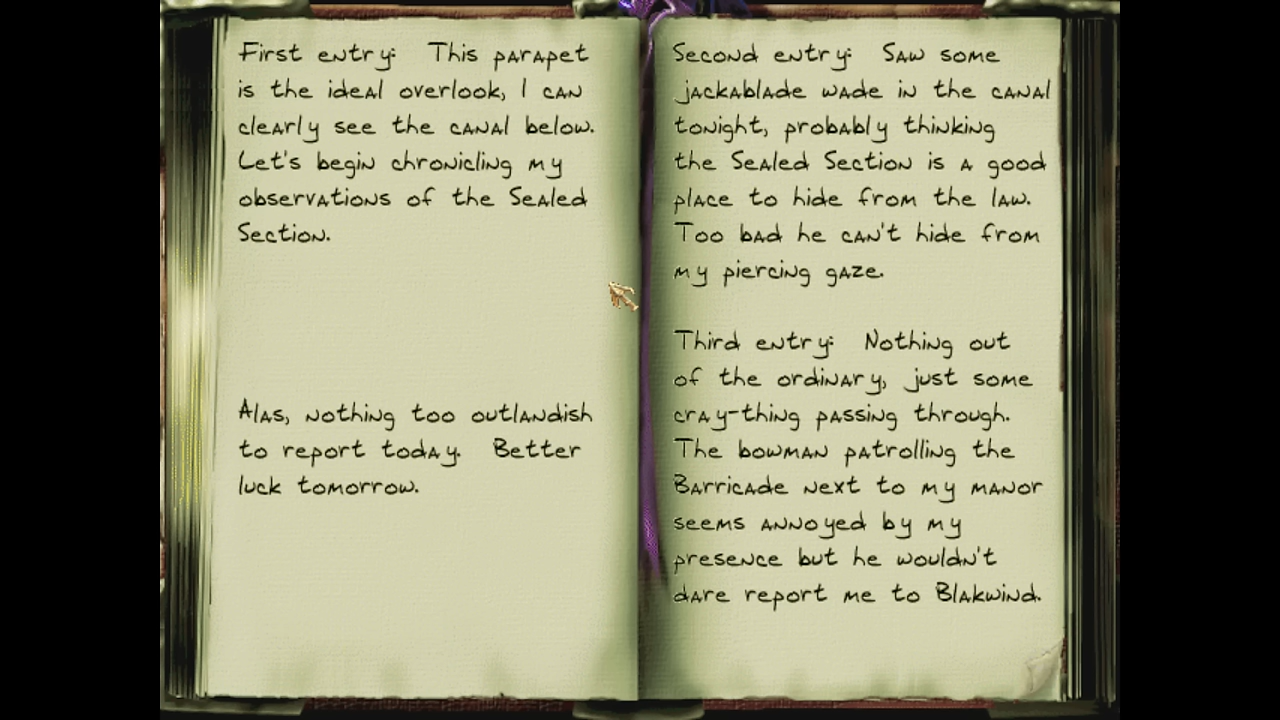 First entry: This parapet
is the ideal overlook, I can
clearly see the canal below.
Let's begin chronicling my
observations of the Sealed
Section.
Alas, nothing too outlandish
to report today. Better
luck tomorrow.
Second entry: Saw some
jackablade wade in the canal
tonight, probably thinking
the Sealed Section is a good
place to hide from the law.
Too bad he can't hide from
my piercing gaze.
Third entry: Nothing out
of the ordinary, just some
cray-thing passing through.
The bowman patrolling the
Barricade next to my manor
seems annoyed by my
presence but he wouldn't
dare report me to Blakwind.